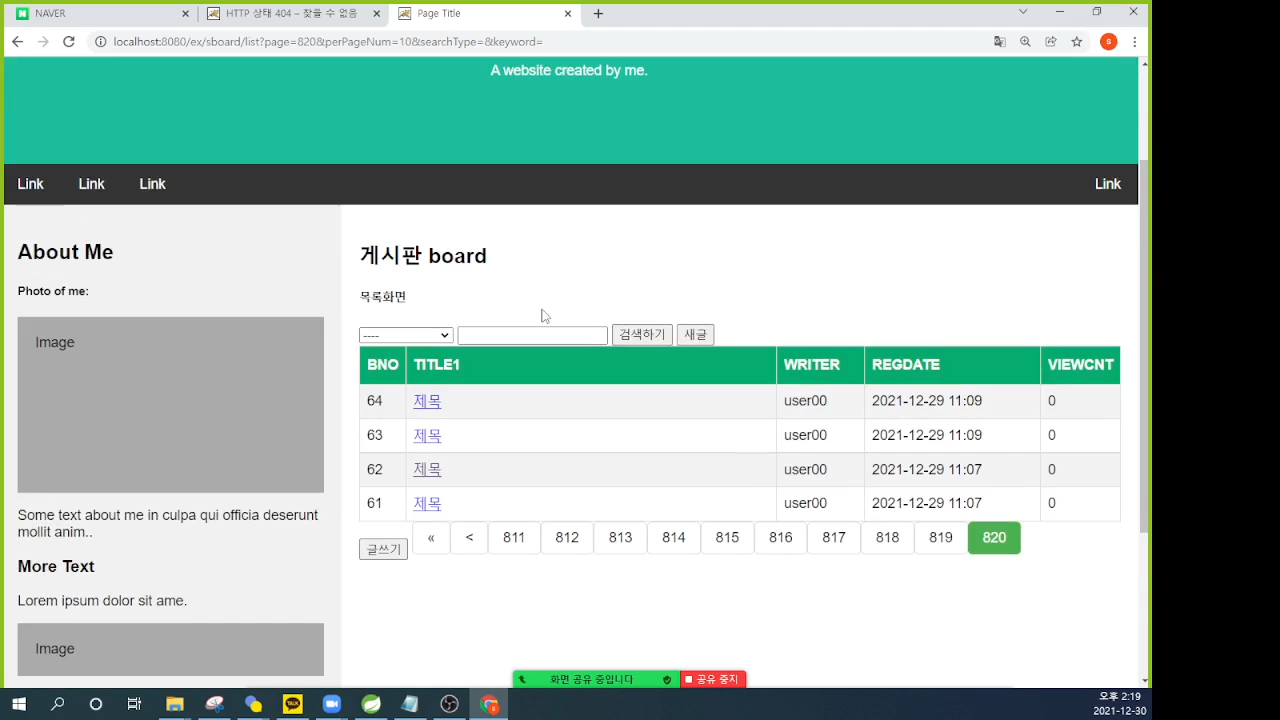 NAVER
HTTP 상태 404 – 찾을 수 없음
Page Title
localhost:8080/ex/sboard/list?page=820&perPageNum=10&searchType=&keyword=
S
A website created by me.
Link Link Link Link
About Me
Photo of me:
Image
Some text about me in culpa qui officia deserunt
mollit anim..
More Text
Lorem ipsum dolor sit ame.
Image
게시판 board
목록화면
---- 검색하기 새글
BNO TITLE1 WRITER REGDATE VIEWCNT
64 제목 user00 2021-12-29 11:09 0
63 제목 user00 2021-12-29 11:09 0
62 제목 user00 2021-12-29 11:07 0
61 제목 user00 2021-12-29 11:07 0
글쓰기 « < 811 812 813 814 815 816 817 818 819 820
화면 공유 중입니다 공유 중지
TALK
오후 2:19
2021-12-30